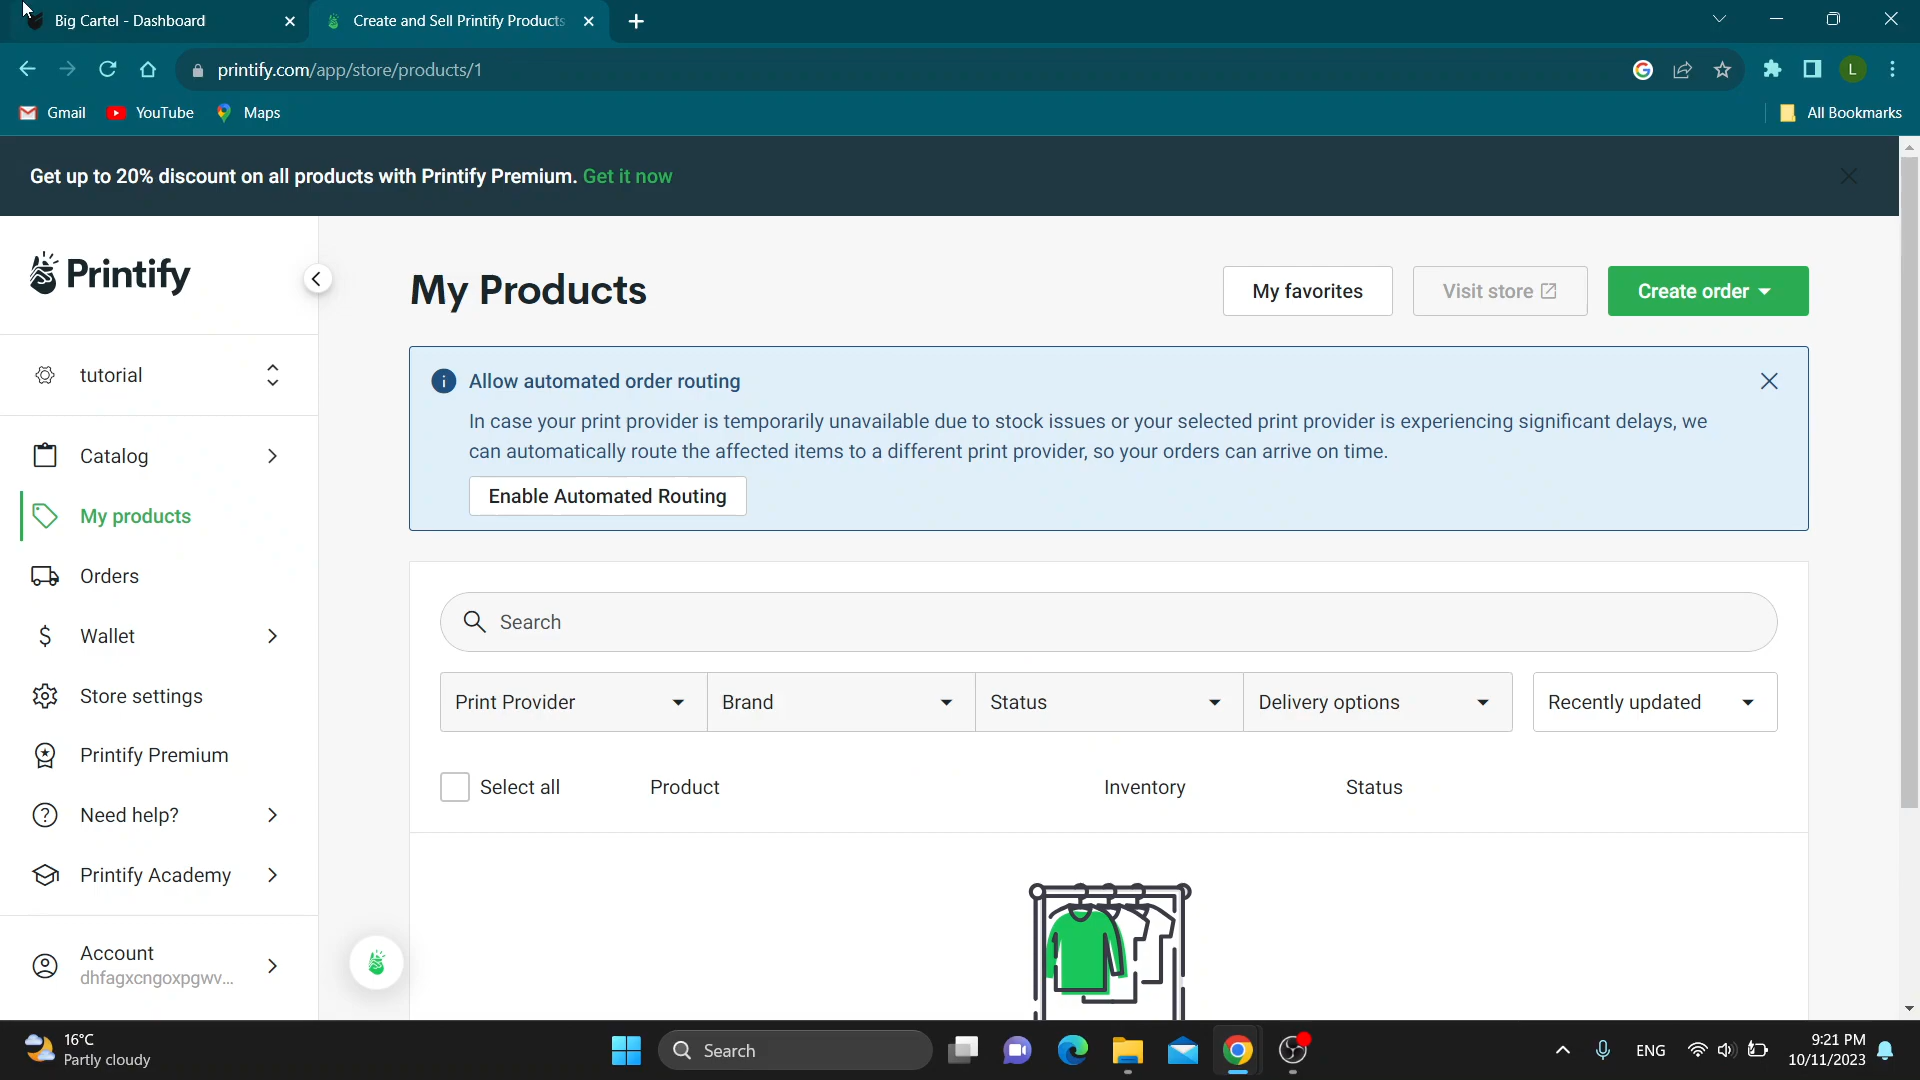 Big Cartel - Dashboard
Create and Sell Printify Products
printify.com/app/store/products/1
G
L
Gmail
YouTube
Maps
All Bookmarks
Get up to 20% discount on all products with Printify Premium. Get it now
Printify
My Products
My favorites
Visit store
Create order
tutorial
Allow automated order routing
In case your print provider is temporarily unavailable due to stock issues or your selected print provider is experiencing significant delays, we
can automatically route the affected items to a different print provider, so your orders can arrive on time.
Enable Automated Routing
Catalog
My products
Orders
Wallet
Store settings
Printify Premium
Need help?
Printify Academy
Account
dhfagxcngoxpgwv...
Search
Print Provider
Brand
Status
Delivery options
Recently updated
Select all
Product
Inventory
Status
16°C
Partly cloudy
Search
ENG
9:21 PM
10/11/2023